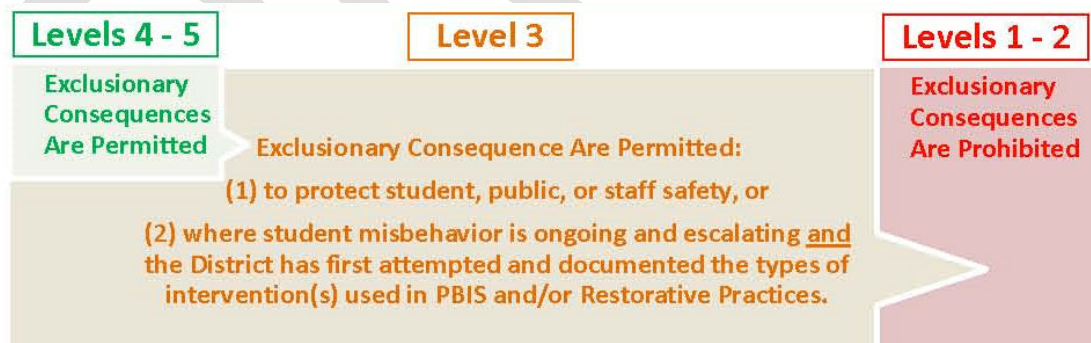 Levels 4 - 5
Exclusionary
Consequences
Are Permitted
Level 3
Exclusionary Consequence Are Permitted:
(1) to protect student, public, or staff safety, or
(2) where student misbehavior is ongoing and escalating and
the District has first attempted and documented the types of
intervention(s) used in PBIS and/or Restorative Practices.
Levels 1 - 2
Exclusionary
Consequences
Are Prohibited